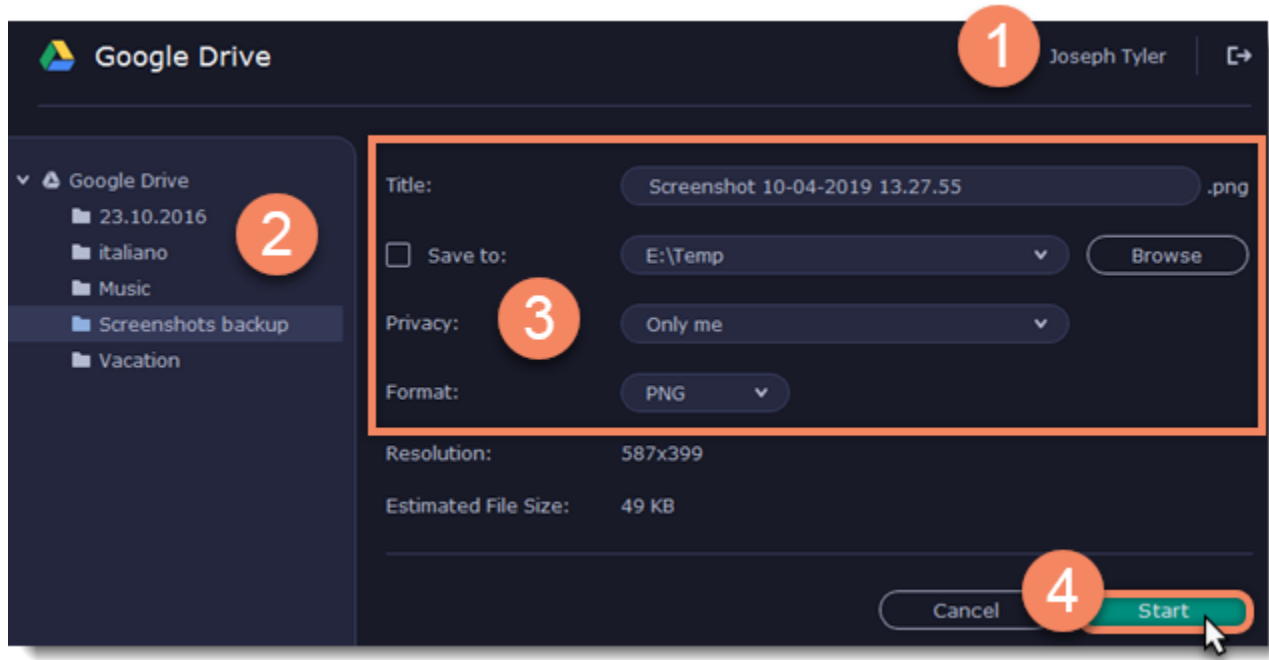 Google Drive
1
Joseph Tyler
Google Drive
23.10.2016
2
italiano
Music
Screenshots backup
Vacation
Title: Screenshot 10-04-2019 13.27.55 .png
Save to: E:\Temp Browse
3
Privacy: Only me
Format: PNG
Resolution: 587x399
Estimated File Size: 49 KB
Cancel 4 Start